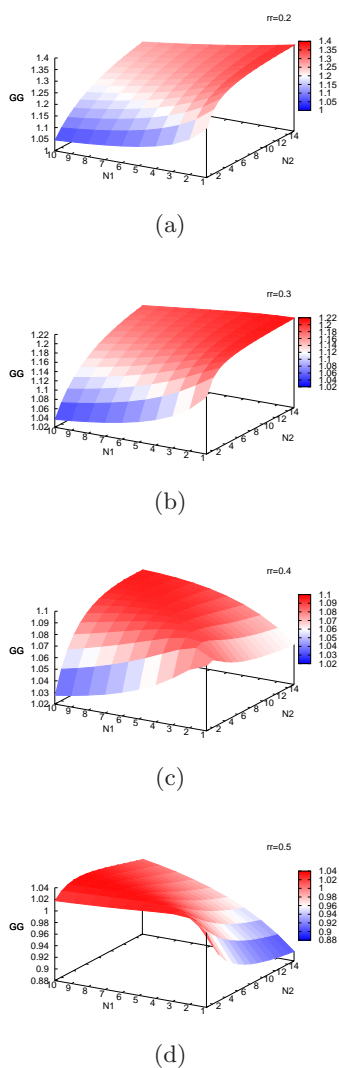 rr=0.2
GG
1.4
1.35
1.3
1.25
1.2
1.15
1.1
1.05
1
1.4
1.35
1.3
1.25
1.2
1.15
1.1
1.05
1
10 9 8 7 6 5 4 3 2 1
N1
2 4 6 8 10 12 14
N2
(a)
rr=0.3
GG
1.22
1.2
1.18
1.16
1.14
1.12
1.1
1.08
1.06
1.04
1.02
1.22
1.2
1.18
1.16
1.14
1.12
1.1
1.08
1.06
1.04
1.02
10 9 8 7 6 5 4 3 2 1
N1
2 4 6 8 10 12 14
N2
(b)
rr=0.4
GG
1.1
1.09
1.08
1.07
1.06
1.05
1.04
1.03
1.02
1.1
1.09
1.08
1.07
1.06
1.05
1.04
1.03
1.02
10 9 8 7 6 5 4 3 2 1
N1
2 4 6 8 10 12 14
N2
(c)
rr=0.5
GG
1.04
1.02
1
0.98
0.96
0.94
0.92
0.9
0.88
1.04
1.02
1
0.98
0.96
0.94
0.92
0.9
0.88
10 9 8 7 6 5 4 3 2 1
N1
2 4 6 8 10 12 14
N2
(d)